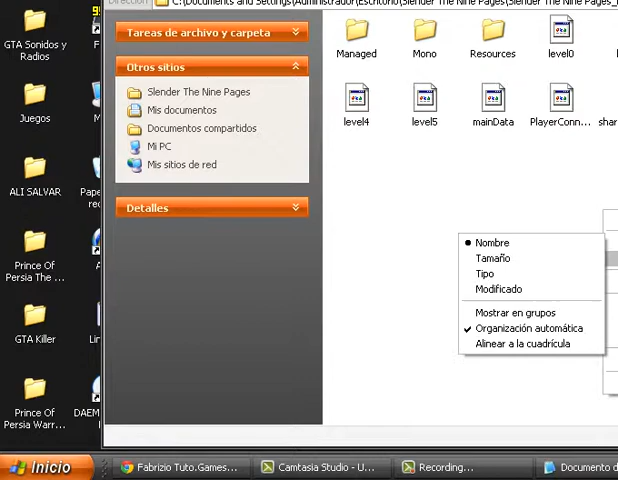 C:\Documents and Settings\Administrador\Escritorio\Slender The Nine Pages\Slender The Nine Pages_
GTA Sonidos y
Radios
Juegos
ALI SALVAR
Prince Of
Persia The ...
GTA Killer
Prince Of
Persia Warr...
DAEM
Tareas de archivo y carpeta
Otros sitios
Slender The Nine Pages
Mis documentos
Documentos compartidos
Mi PC
Mis sitios de red
Detalles
Managed
Mono
Resources
level0
level4
level5
mainData
PlayerConn...
Nombre
Tamaño
Tipo
Modificado
Mostrar en grupos
Organización automática
Alinear a la cuadrícula
Inicio
Fabrizio Tuto.Games...
Camtasia Studio - U...
Recording...
Documento d